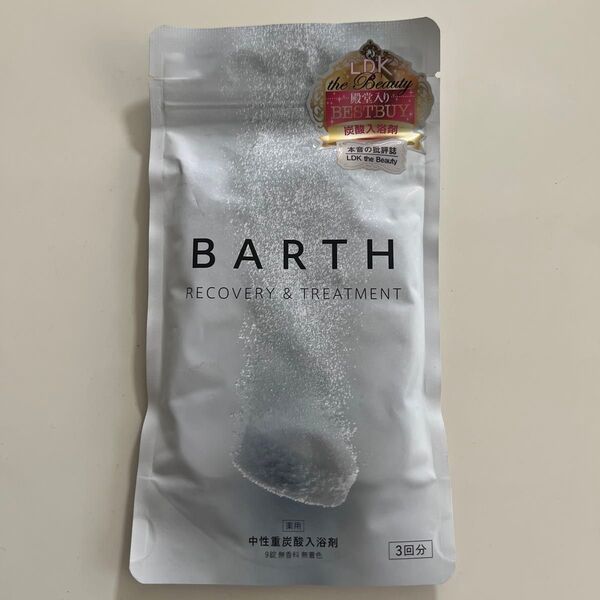 LDK
the Beauty
殿堂入り
BESTBUY
炭酸入浴剤
本音の批評誌
LDK the Beauty
BARTH
RECOVERY & TREATMENT
薬用
中性重炭酸入浴剤
9錠 無香料 無着色
3回分